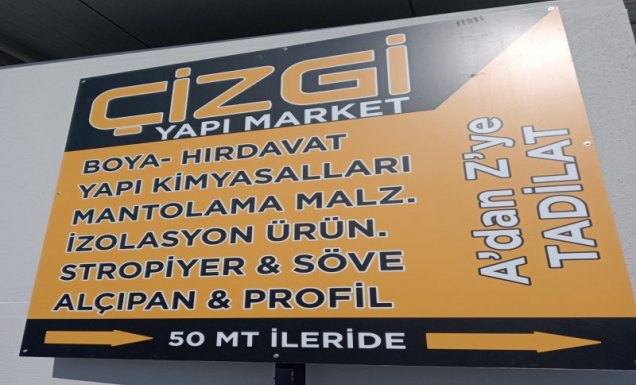 ÇİZGİ
YAPI MARKET
BOYA- HIRDAVAT
YAPI KİMYASALLARI
MANTOLAMA MALZ.
İZOLASYON ÜRÜN.
STROPİYER & SÖVE
ALÇIPAN & PROFİL
A'dan Z'ye
TADİLAT
50 MT İLERİDE